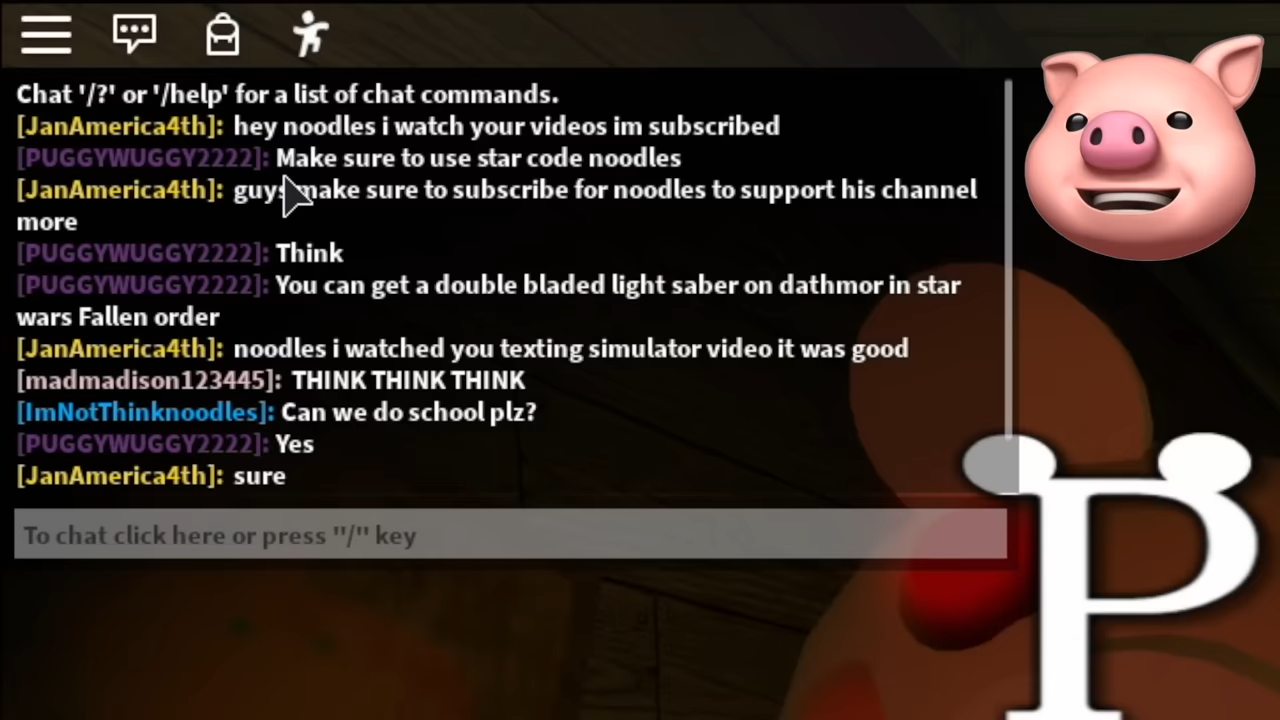 Chat '/?' or '/help' for a list of chat commands.
[JanAmerica4th]: hey noodles i watch your videos im subscribed
[PUGGYWUGGY2222]: Make sure to use star code noodles
[JanAmerica4th]: guys make sure to subscribe for noodles to support his channel
more
[PUGGYWUGGY2222]: Think
[PUGGYWUGGY2222]: You can get a double bladed light saber on dathmor in star
wars Fallen order
[JanAmerica4th]: noodles i watched you texting simulator video it was good
[madmadison123445]: THINK THINK THINK
[ImNotThinknoodles]: Can we do school plz?
[PUGGYWUGGY2222]: Yes
[JanAmerica4th]: sure
To chat click here or press "/" key
P